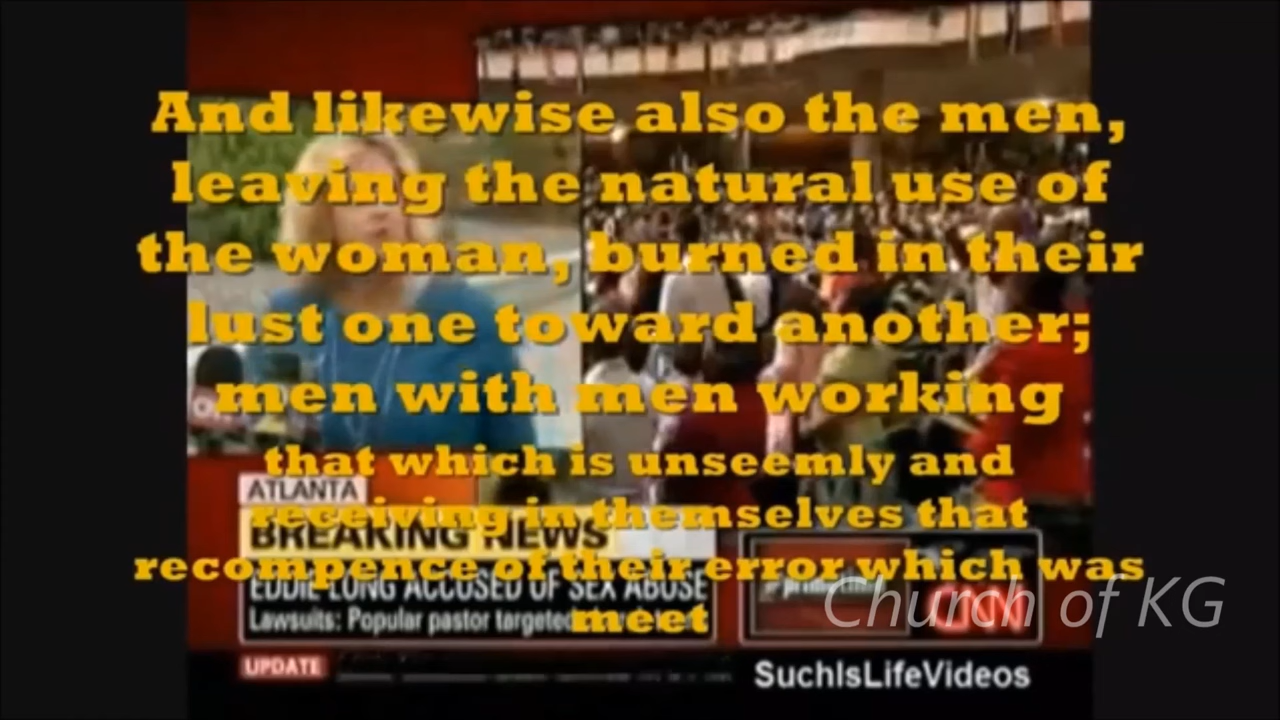 And likewise also the men,
leaving the natural use of
the woman, burned in their
lust one toward another;
men with men working
that which is unseemly and
receiving in themselves that
recompence of their error which was
meet
ATLANTA
BREAKING NEWS
EDDIE LONG ACCUSED OF SEX ABUSE
Lawsuits: Popular pastor targeted
CNN
Church of KG
UPDATE
SuchIsLifeVideos